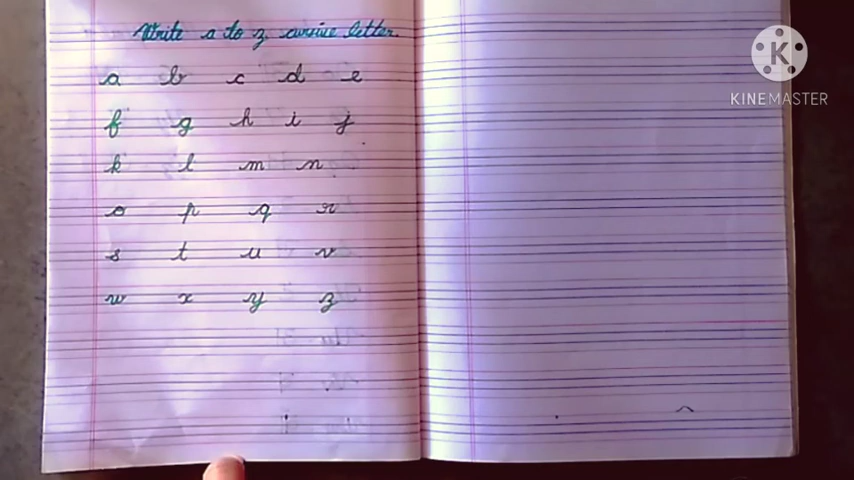 Write a to z cursive letter.
a b c d e
f g h i j
k l m n
o p q r
s t u v
w x y z
K
KINEMASTER